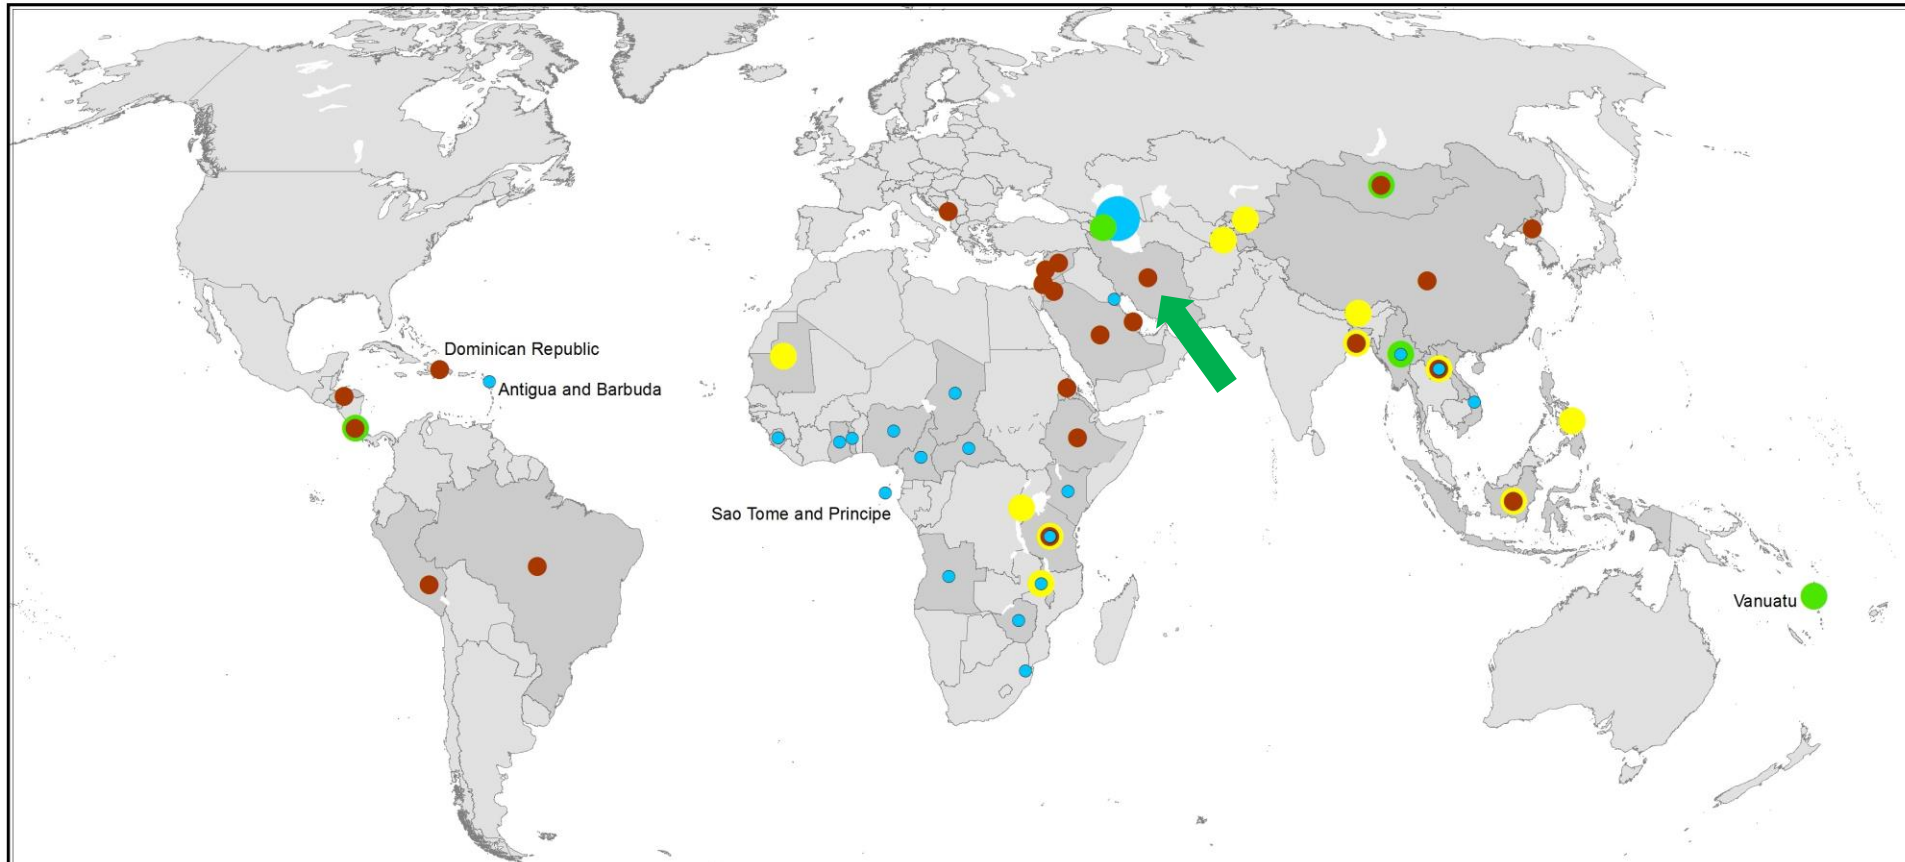 Dominican Republic
Antigua and Barbuda
Sao Tome and Principe
Vanuatu